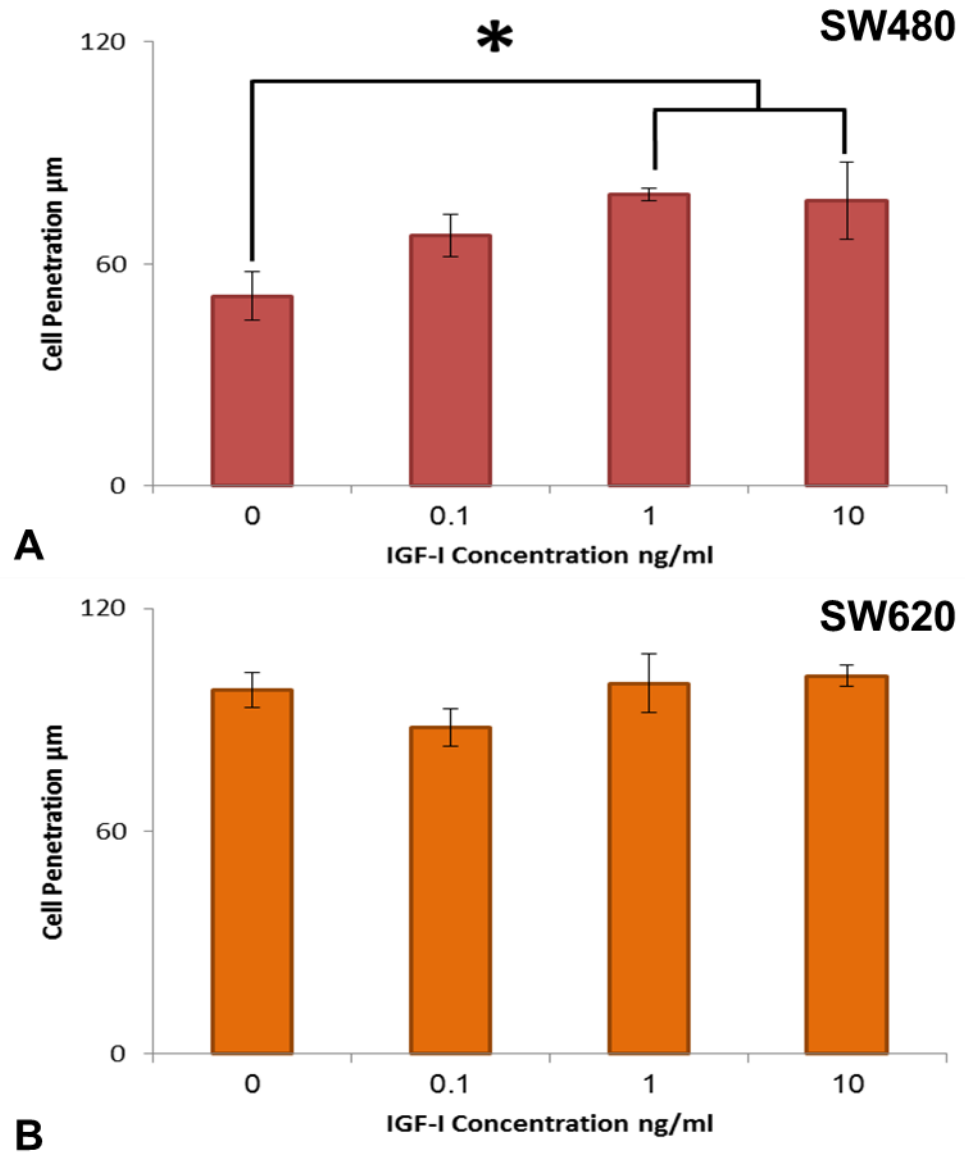 SW480
*
120
60
0
Cell Penetration µm
0 0.1 1 10
IGF-I Concentration ng/ml
A
SW620
120
60
0
Cell Penetration µm
0 0.1 1 10
IGF-I Concentration ng/ml
B